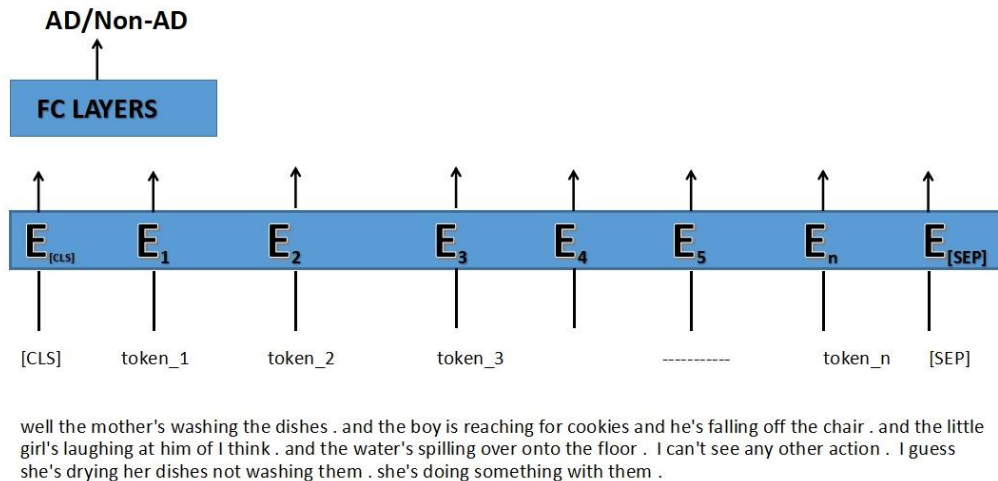 AD/Non-AD
FC LAYERS
E[CLS] E1 E2 E3 E4 E5 En E[SEP]
[CLS] token_1 token_2 token_3 ----------- token_n [SEP]
well the mother's washing the dishes . and the boy is reaching for cookies and he's falling off the chair . and the little
girl's laughing at him of I think . and the water's spilling over onto the floor . I can't see any other action . I guess
she's drying her dishes not washing them . she's doing something with them .